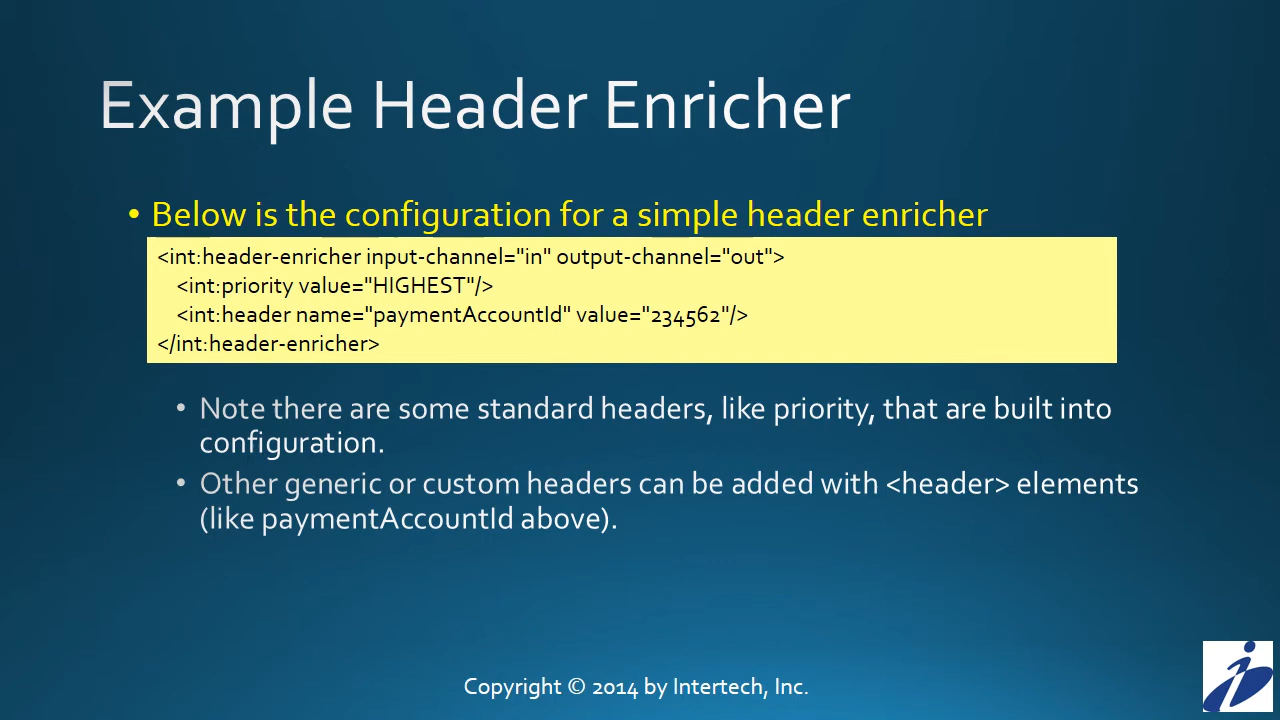 Example Header Enricher
• Below is the configuration for a simple header enricher
<int:header-enricher input-channel="in" output-channel="out">
<int:priority value="HIGHEST"/>
<int:header name="paymentAccountId" value="234562"/>
</int:header-enricher>
• Note there are some standard headers, like priority, that are built into
configuration.
• Other generic or custom headers can be added with <header> elements
(like paymentAccountId above).
Copyright © 2014 by Intertech, Inc.